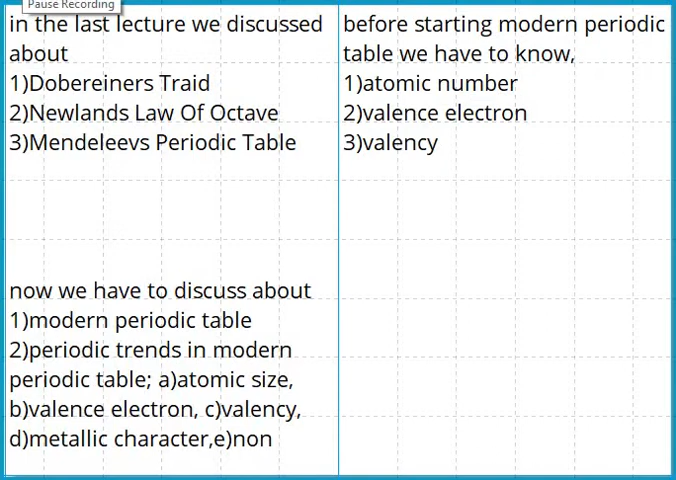 Pause Recording
in the last lecture we discussed
about
1)Dobereiners Traid
2)Newlands Law Of Octave
3)Mendeleevs Periodic Table
now we have to discuss about
1)modern periodic table
2)periodic trends in modern
periodic table; a)atomic size,
b)valence electron, c)valency,
d)metallic character,e)non
before starting modern periodic
table we have to know,
1)atomic number
2)valence electron
3)valency